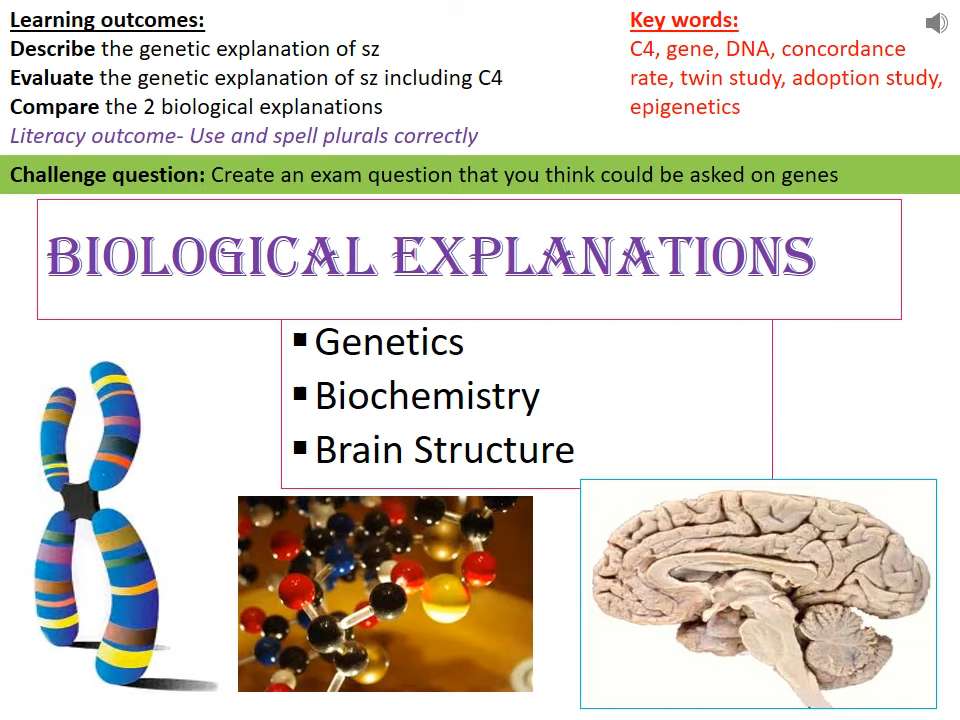 Learning outcomes:
Describe the genetic explanation of sz
Evaluate the genetic explanation of sz including C4
Compare the 2 biological explanations
Literacy outcome- Use and spell plurals correctly
Key words:
C4, gene, DNA, concordance
rate, twin study, adoption study,
epigenetics
Challenge question: Create an exam question that you think could be asked on genes
BIOLOGICAL EXPLANATIONS
▪ Genetics
▪ Biochemistry
▪ Brain Structure